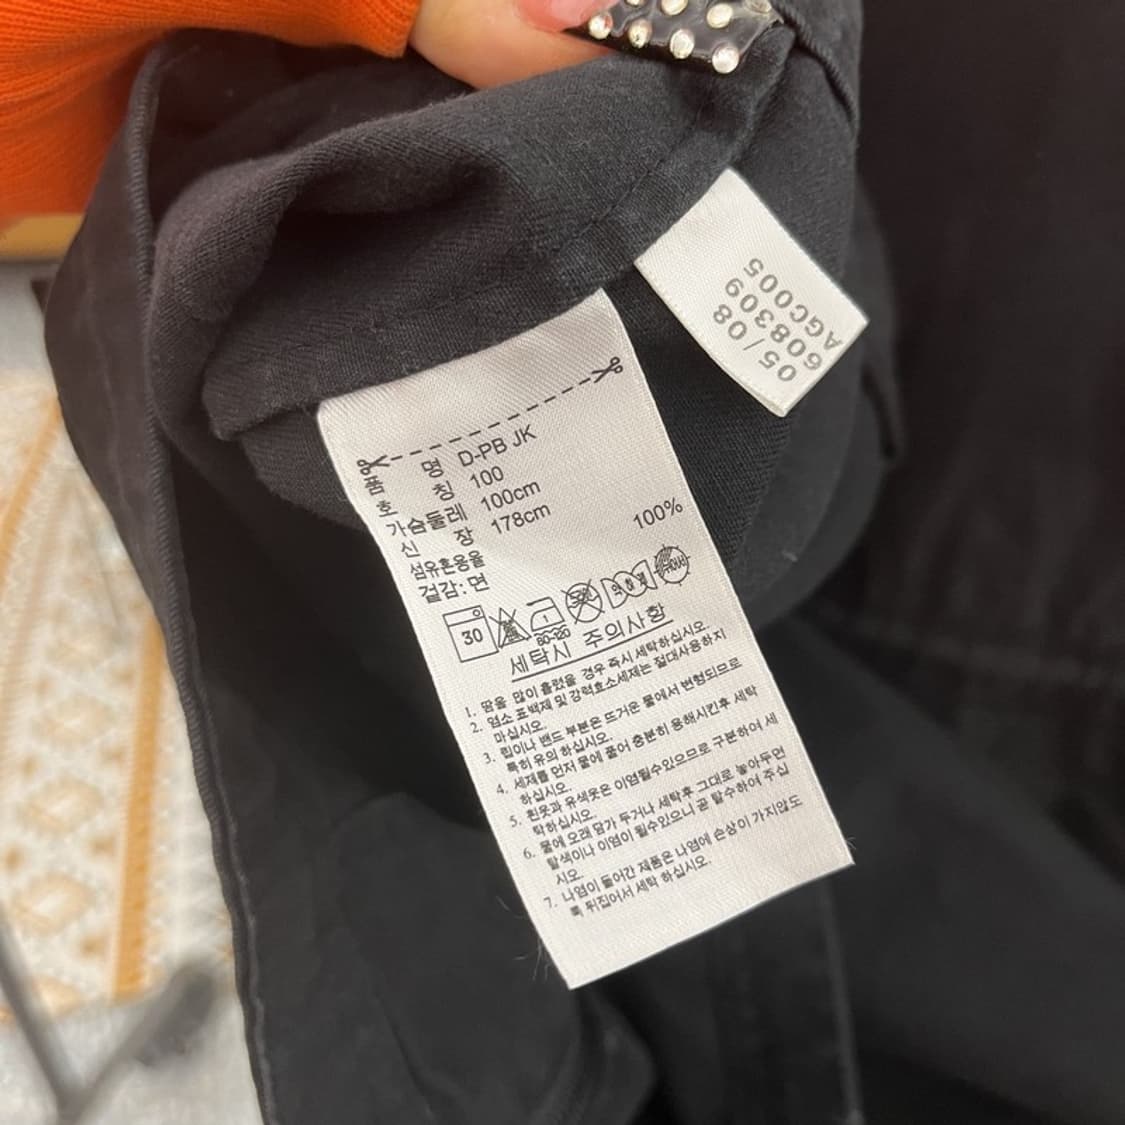 품 명 D-PB JK
호 칭 100
가슴둘레 100cm
신 장 178cm
섬유혼용율
겉감: 면 100%
30
80~120
세탁시 주의사항
1. 땀을 많이 흘렸을 경우 즉시 세탁하십시오.
2. 염소 표백제 및 강력효소세제는 절대사용하지
마십시오.
3. 립이나 밴드 부분은 뜨거운 물에서 변형되므로
특히 유의 하십시오.
4. 세제를 먼저 물에 풀어 충분히 용해시킨후 세탁
하십시오.
5. 흰옷과 유색옷은 이염될수있으므로 구분하여 세
탁하십시오.
6. 물에 오래 담가 두거나 세탁후 그대로 놓아두면
탈색이나 이염이 될수있으니 곧 탈수하여 주십
시오.
7. 나염이 들어간 제품은 나염에 손상이 가지않도
록 뒤집어서 세탁 하십시오.
05/08
608309
AGC005